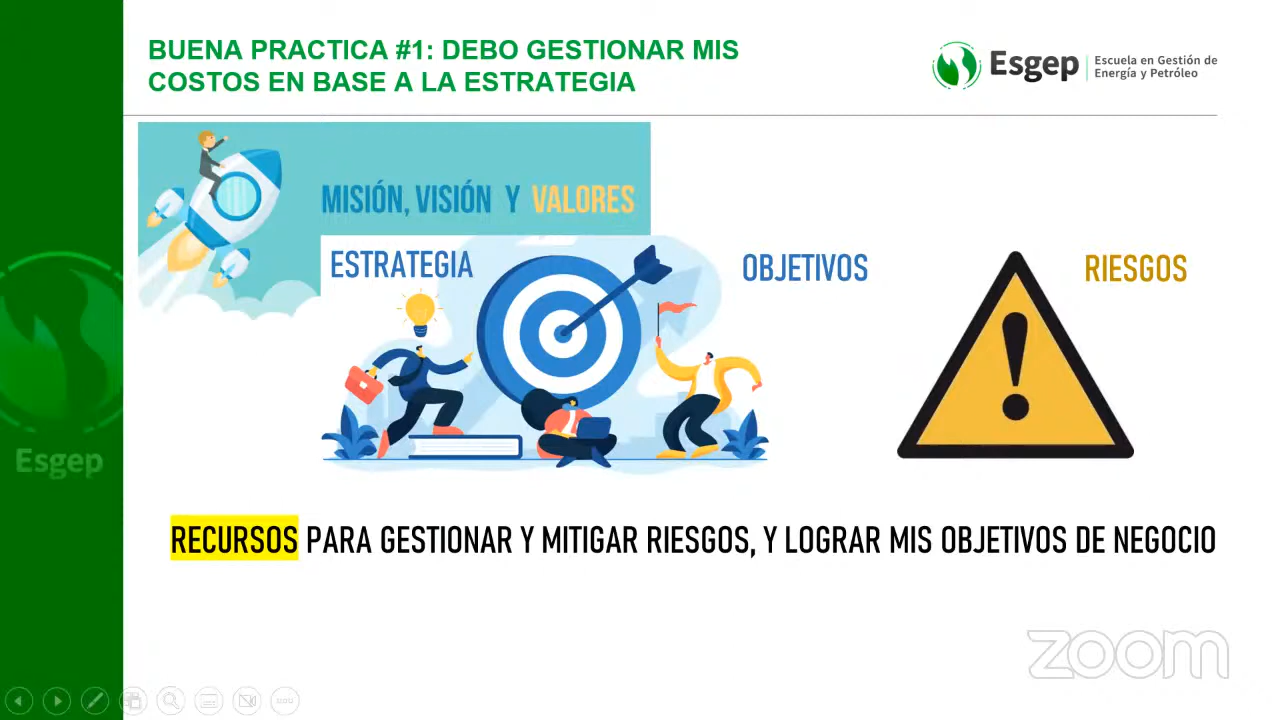 BUENA PRACTICA #1: DEBO GESTIONAR MIS
COSTOS EN BASE A LA ESTRATEGIA
Esgep
Escuela en Gestión de
Energía y Petróleo
MISIÓN, VISIÓN Y VALORES
ESTRATEGIA
OBJETIVOS
RIESGOS
Esgep
RECURSOS PARA GESTIONAR Y MITIGAR RIESGOS, Y LOGRAR MIS OBJETIVOS DE NEGOCIO
zoom